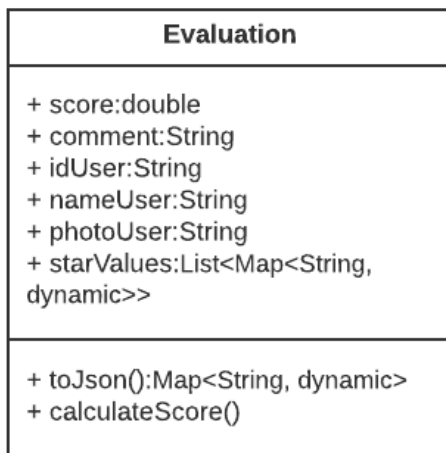 Evaluation
+ score:double
+ comment:String
+ idUser:String
+ nameUser:String
+ photoUser:String
+ starValues:List<Map<String,
dynamic>>
+ toJson():Map<String, dynamic>
+ calculateScore()